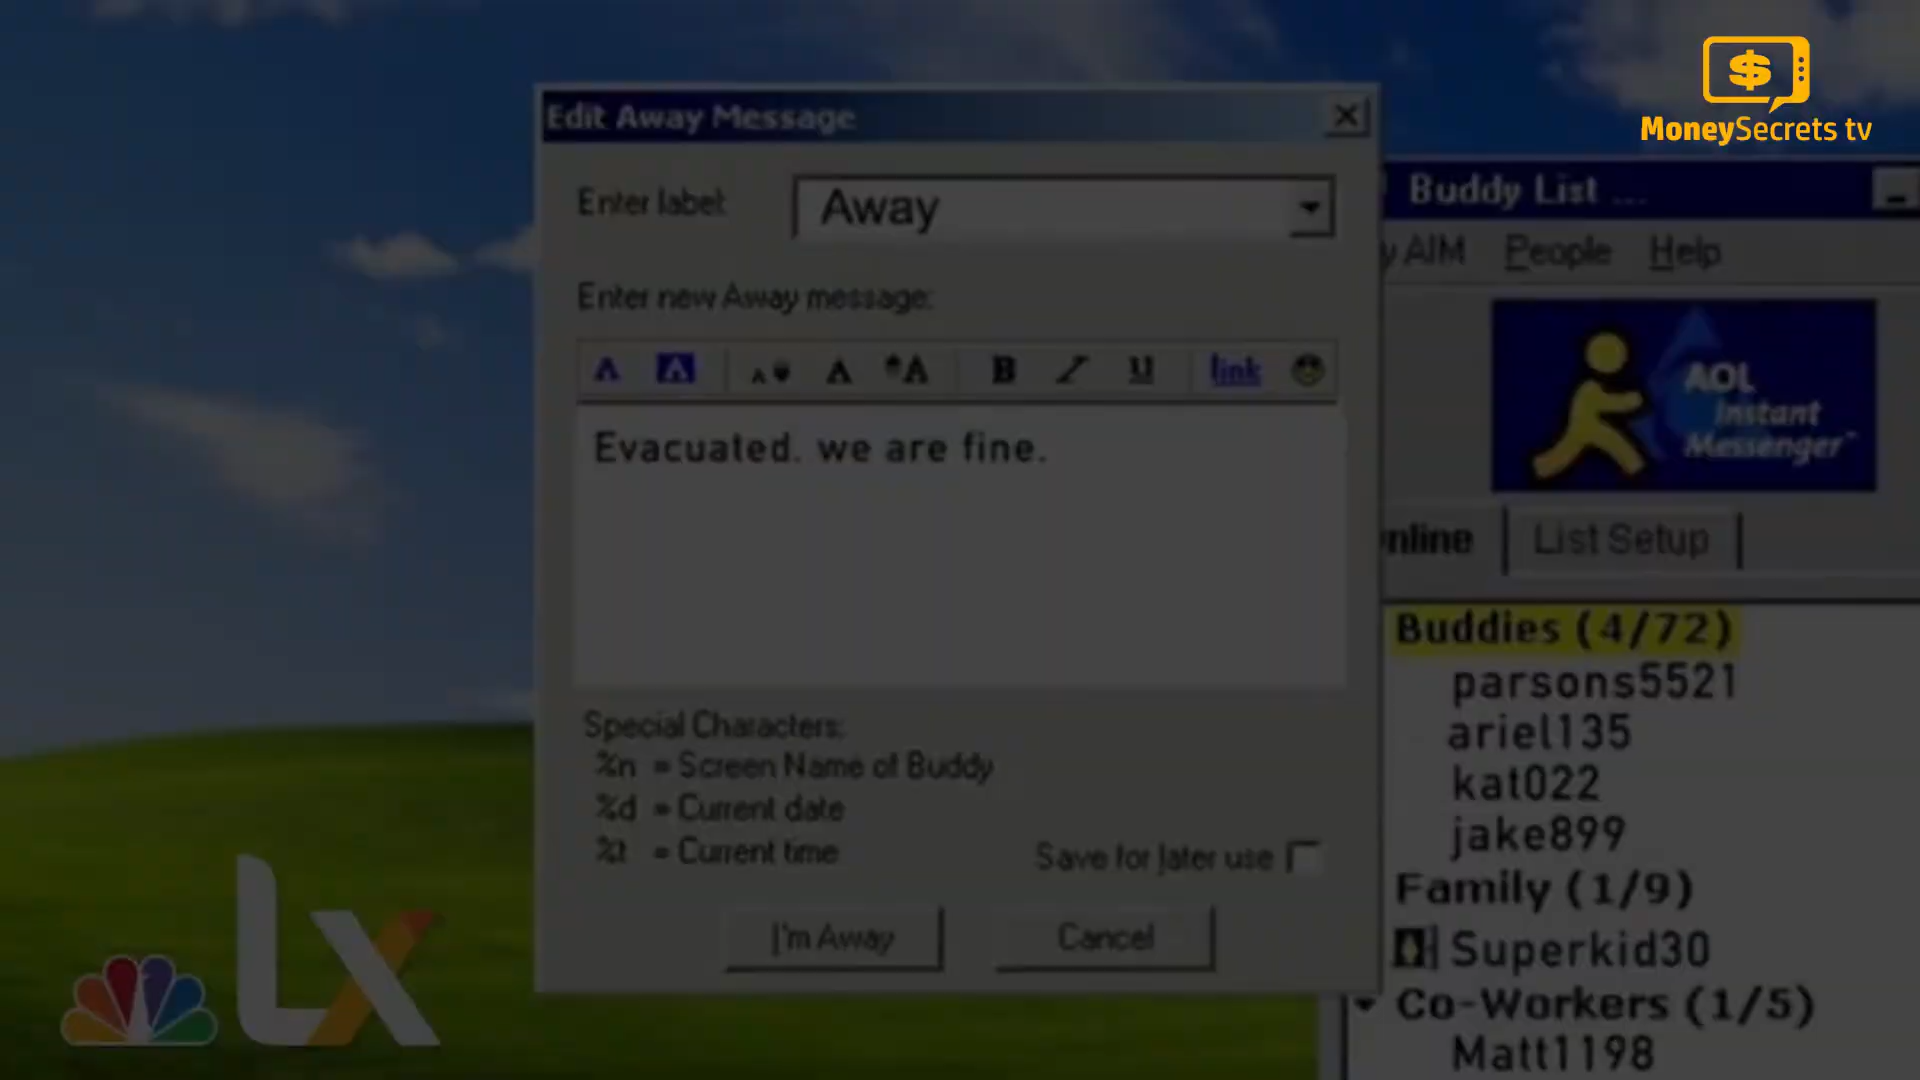 MoneySecrets tv
Edit Away Message
Enter label:
Away
Enter new Away message:
A A A A A B I U link
Evacuated. we are fine.
Special Characters:
%n = Screen Name of Buddy
%d = Current date
%t = Current time
Save for later use
I'm Away
Cancel
Buddy List ...
y AIM People Help
AOL
Instant
Messenger
nline
List Setup
Buddies (4/72)
parsons5521
ariel135
kat022
jake899
Family (1/9)
Superkid30
Co-Workers (1/5)
Matt1198
LX